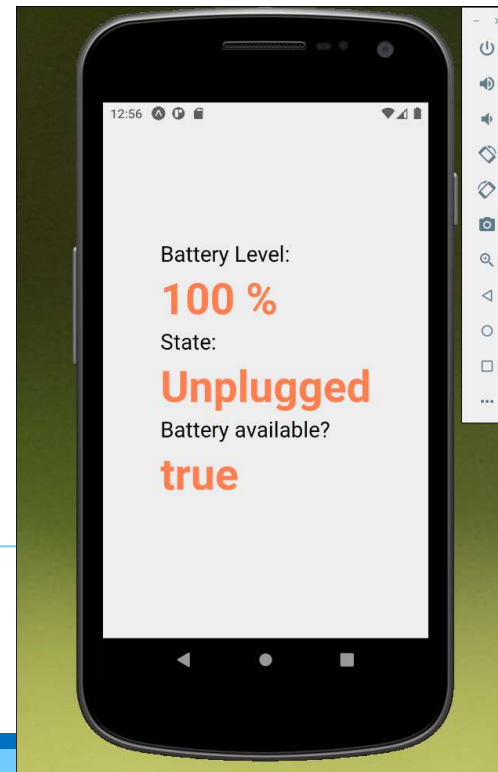 12:56
Battery Level:
100 %
State:
Unplugged
Battery available?
true